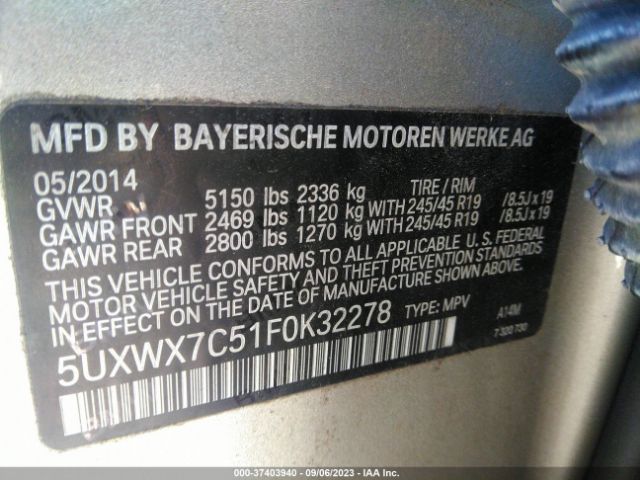 MFD BY BAYERISCHE MOTOREN WERKE AG
05/2014 TIRE / RIM
GVWR 5150 lbs 2336 kg
GAWR FRONT 2469 lbs 1120 kg WITH 245/45 R19 /8.5J x 19
GAWR REAR 2800 lbs 1270 kg WITH 245/45 R19 /8.5J x 19
THIS VEHICLE CONFORMS TO ALL APPLICABLE U.S. FEDERAL
MOTOR VEHICLE SAFETY AND THEFT PREVENTION STANDARDS
IN EFFECT ON THE DATE OF MANUFACTURE SHOWN ABOVE.
5UXWX7C51F0K32278 TYPE: MPV A14M
7 320 730
000-37403940 - 09/06/2023 - IAA Inc.